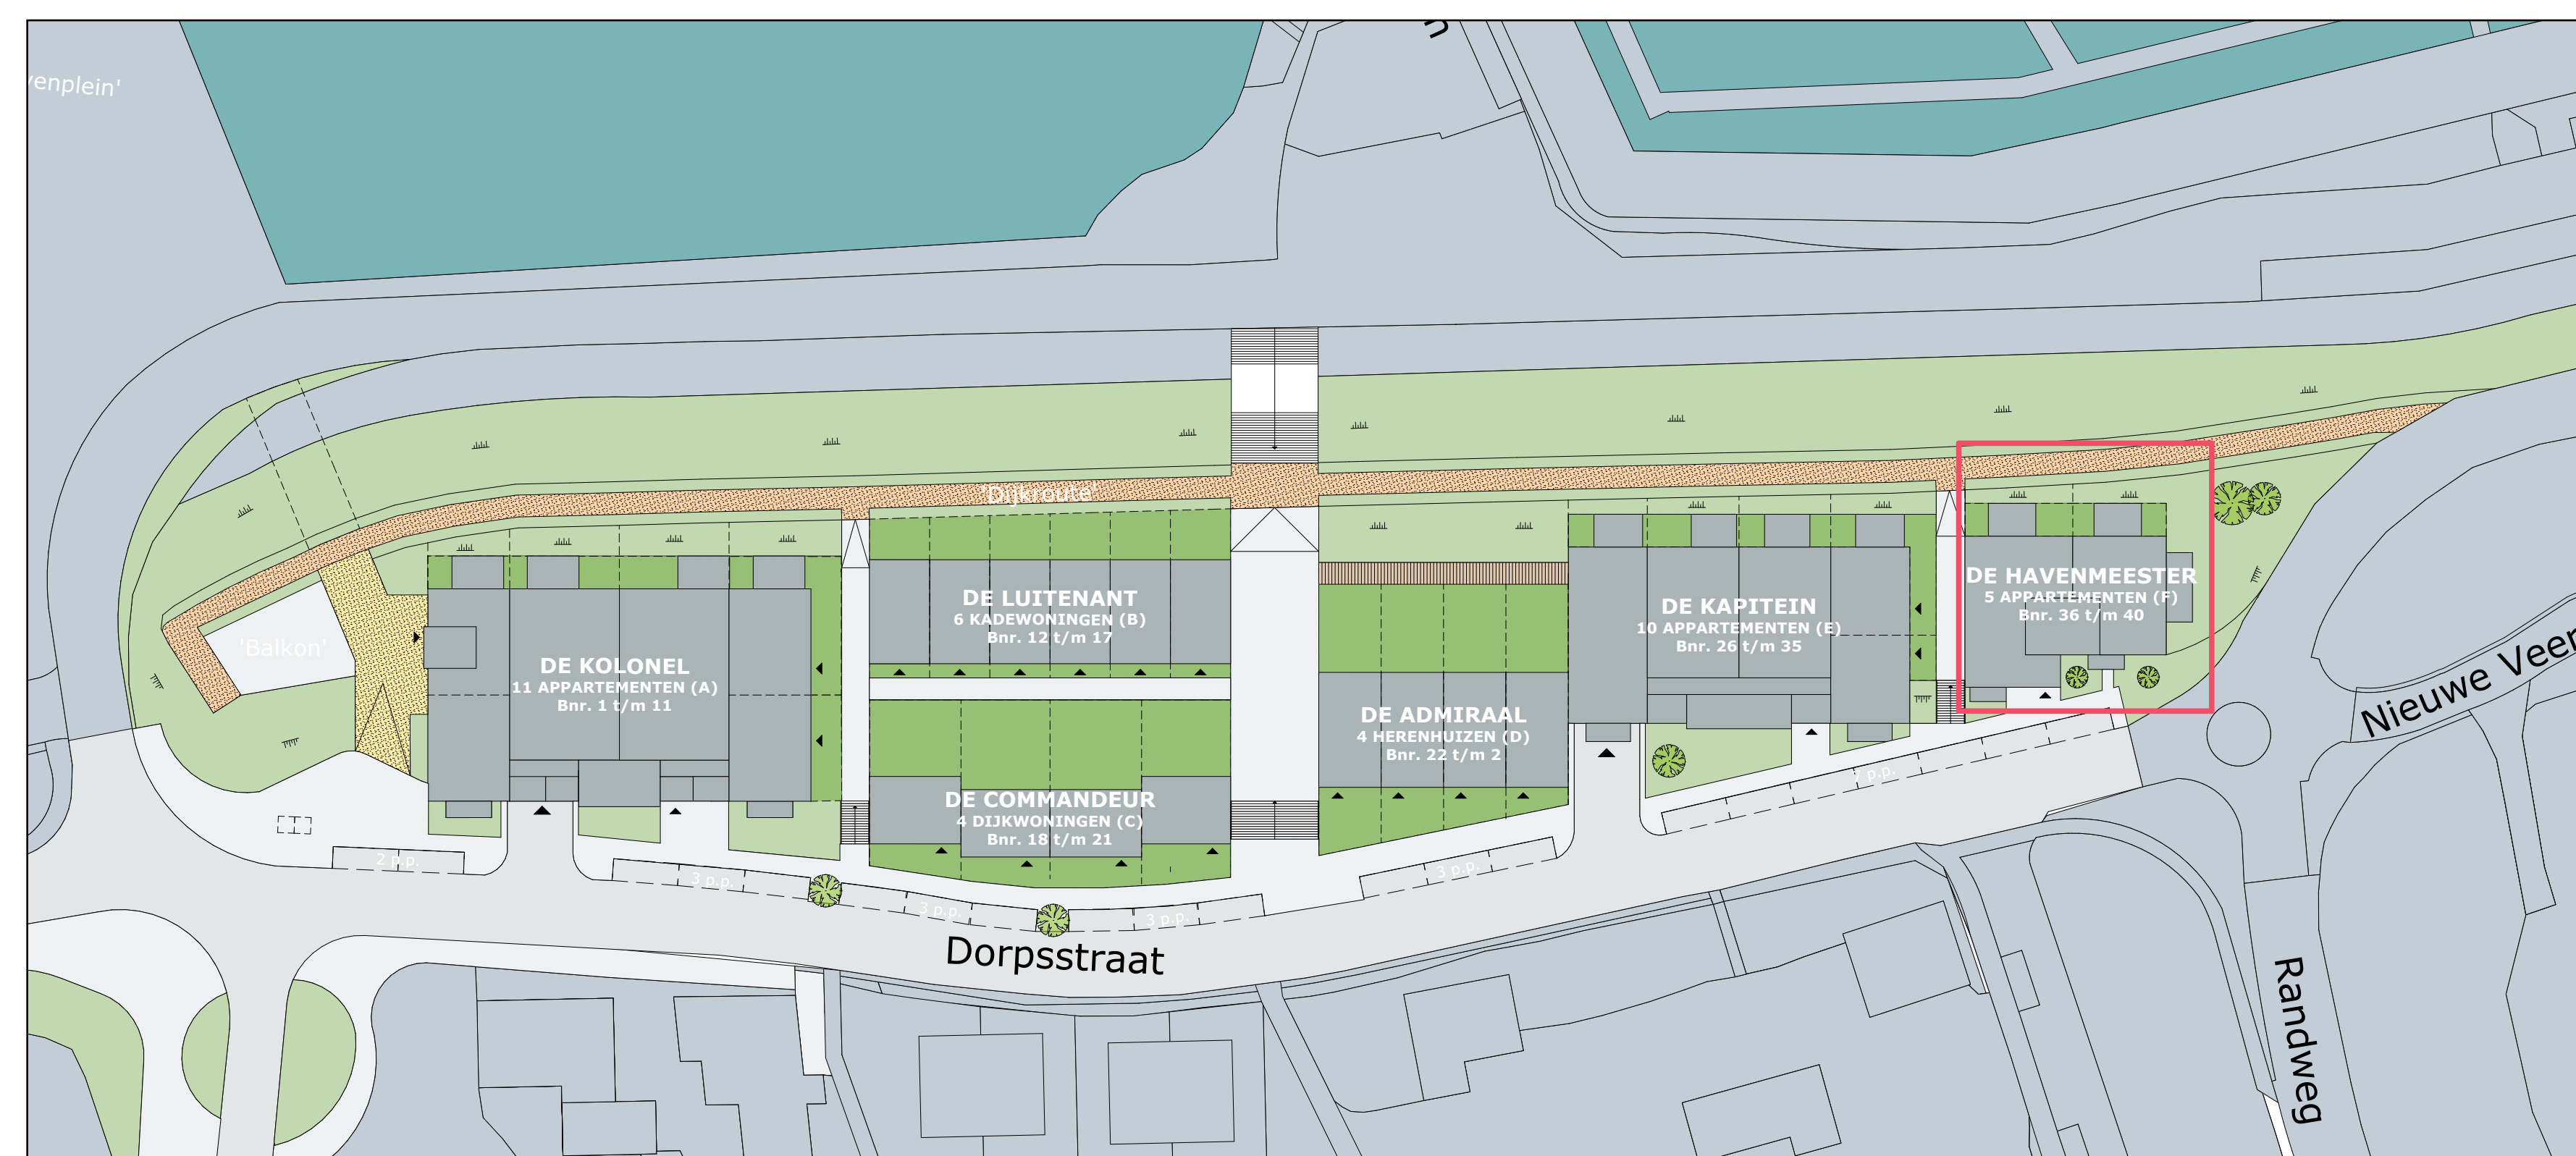 venplein'
'Dijkroute'
'Balkon'
DE KOLONEL
11 APPARTEMENTEN (A)
Bnr. 1 t/m 11
DE LUITENANT
6 KADEWONINGEN (B)
Bnr. 12 t/m 17
DE COMMANDEUR
4 DIJKWONINGEN (C)
Bnr. 18 t/m 21
DE ADMIRAAL
4 HERENHUIZEN (D)
Bnr. 22 t/m 2
DE KAPITEIN
10 APPARTEMENTEN (E)
Bnr. 26 t/m 35
DE HAVENMEESTER
5 APPARTEMENTEN (F)
Bnr. 36 t/m 40
2 p.p.
3 p.p.
3 p.p.
3 p.p.
3 p.p.
7 p.p.
Dorpsstraat
Nieuwe Veer
Randweg